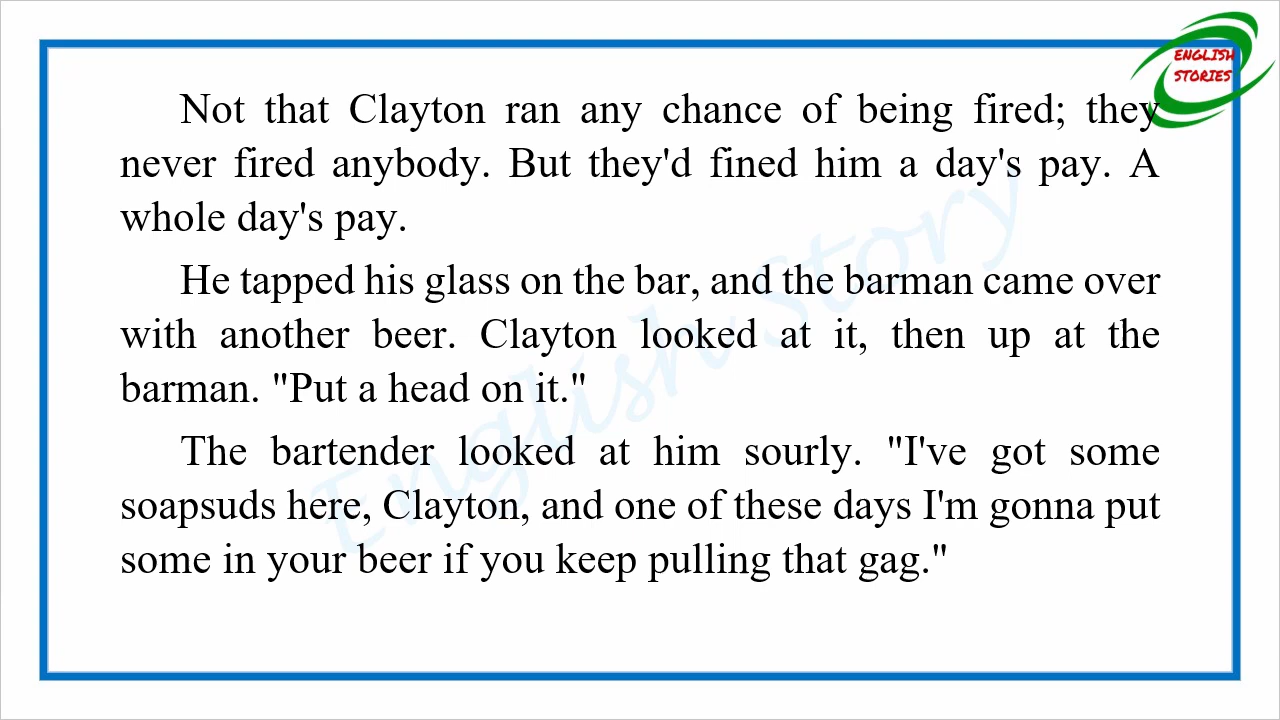 ENGLISH
STORIES
Not that Clayton ran any chance of being fired; they
never fired anybody. But they'd fined him a day's pay. A
whole day's pay.
He tapped his glass on the bar, and the barman came over
with another beer. Clayton looked at it, then up at the
barman. "Put a head on it."
The bartender looked at him sourly. "I've got some
soapsuds here, Clayton, and one of these days I'm gonna put
some in your beer if you keep pulling that gag."
English Story